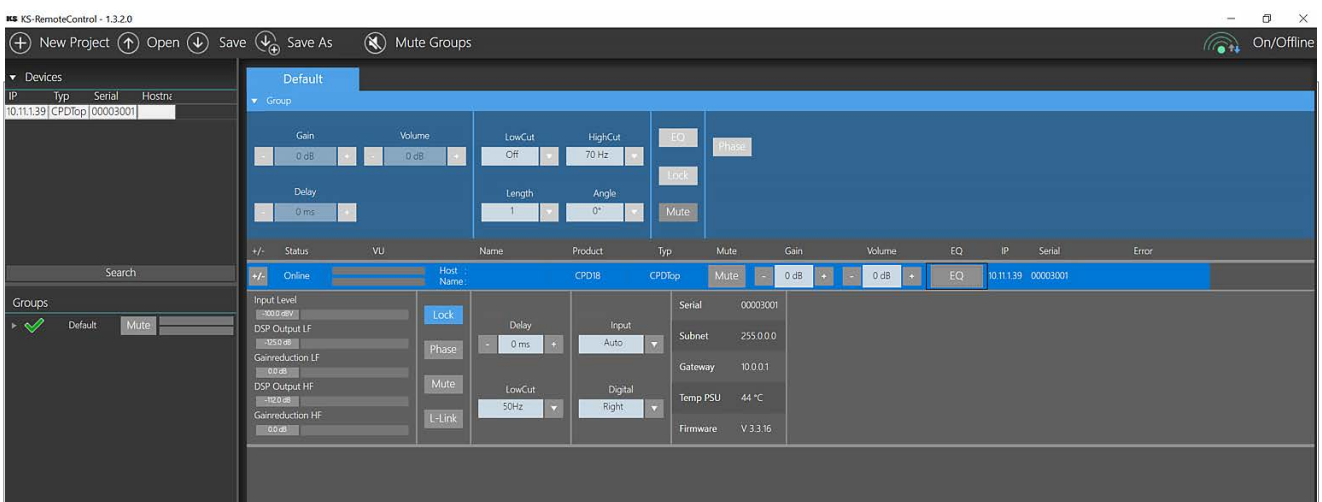 KS KS-RemoteControl - 1.3.2.0
New Project Open Save Save As Mute Groups On/Offline
Devices
IP Typ Serial Hostna
10.11.1.39 CPDTop 00003001
Search
Groups
Default Mute
Default
Group
Gain Volume LowCut HighCut EQ Phase
- 0 dB + - 0 dB + Off 70 Hz
Lock
Delay Length Angle
- 0 ms + 1 0° Mute
+/- Status VU Name Product Typ Mute Gain Volume EQ IP Serial Error
+/- Online Host : Name: CPD18 CPDTop Mute - 0 dB + - 0 dB + EQ 10.11.1.39 00003001
Input Level
-100.0 dBV
DSP Output LF
-125.0 dB
Gainreduction LF
0.0 dB
DSP Output HF
-112.0 dB
Gainreduction HF
0.0 dB
Lock
Phase
Mute
L-Link
Delay
- 0 ms +
LowCut
50Hz
Input
Auto
Digital
Right
Serial 00003001
Subnet 255.0.0.0
Gateway 10.0.0.1
Temp PSU 44 °C
Firmware V 3.3.16